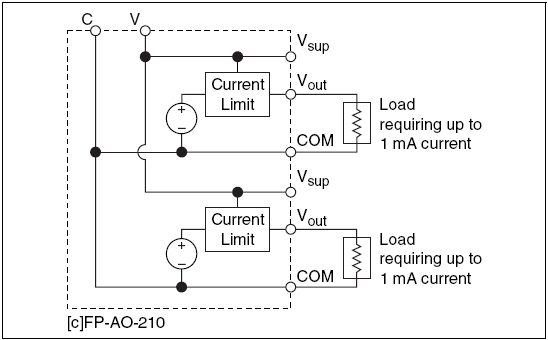 C V
Vsup
Vout
Current
Limit
+
−
COM
Load
requiring up to
1 mA current
Vsup
Vout
Current
Limit
+
−
COM
Load
requiring up to
1 mA current
[c]FP-AO-210